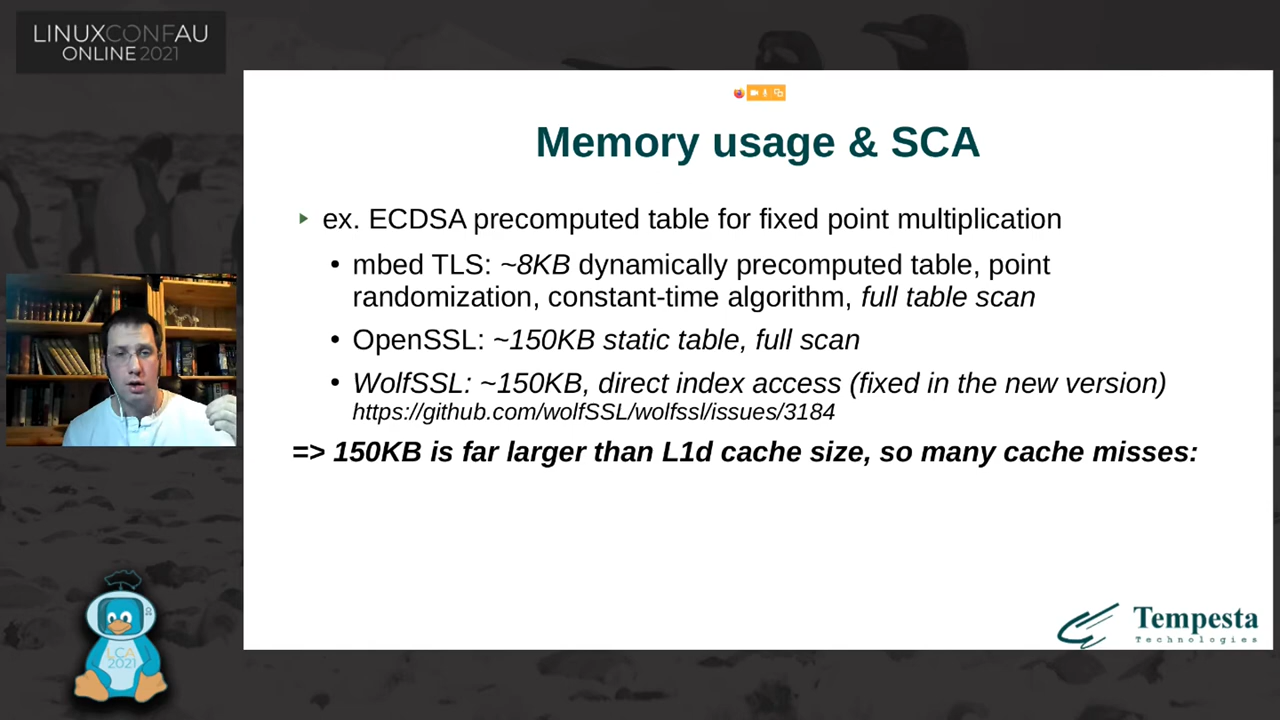 LINUXCONFAU
ONLINE 2021
Memory usage & SCA
ex. ECDSA precomputed table for fixed point multiplication
• mbed TLS: ~8KB dynamically precomputed table, point
randomization, constant-time algorithm, full table scan
• OpenSSL: ~150KB static table, full scan
• WolfSSL: ~150KB, direct index access (fixed in the new version)
https://github.com/wolfSSL/wolfssl/issues/3184
=> 150KB is far larger than L1d cache size, so many cache misses:
LCA
2021
Tempesta
Technologies